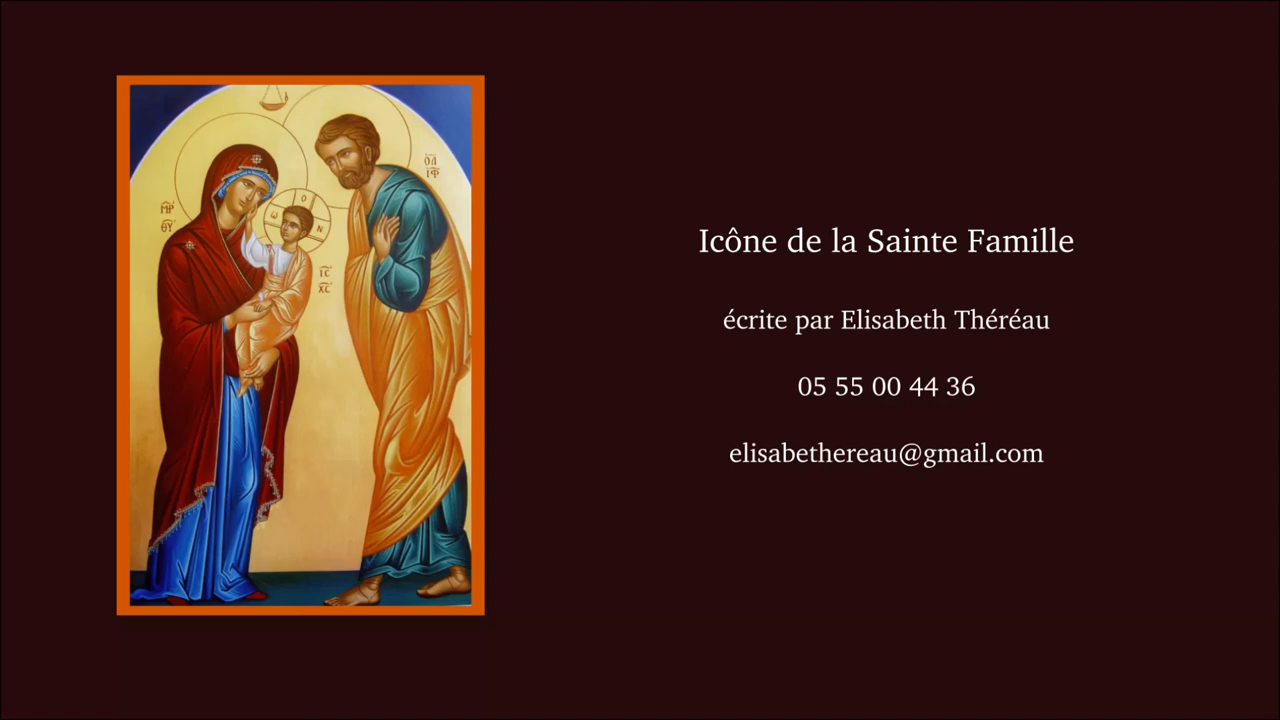 ΜΡ
ΘΥ
Ο
Ω
Ν
ΙC
ΧC
Icône de la Sainte Famille
écrite par Elisabeth Théréau
05 55 00 44 36
elisabethereau@gmail.com